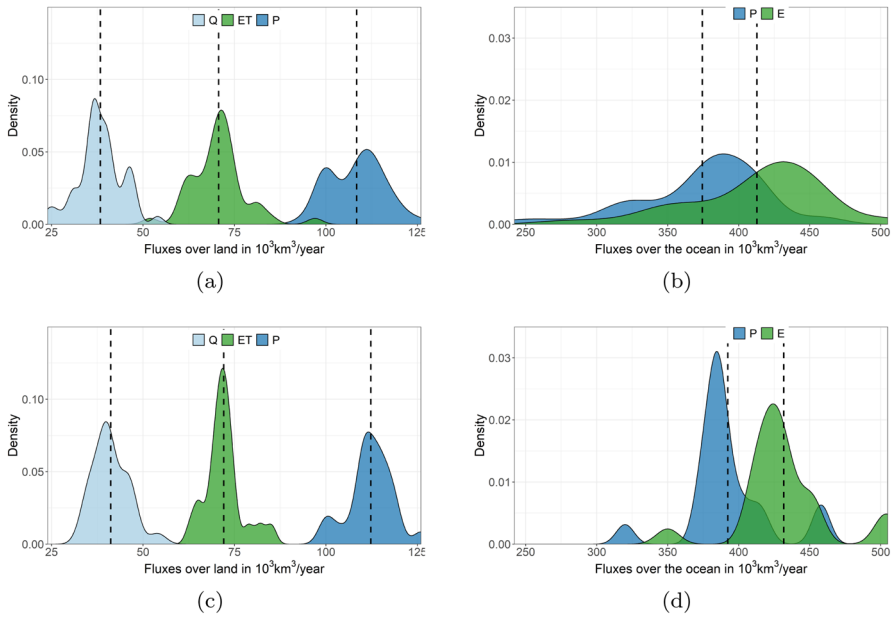 Q ET P
Density
0.10
0.05
0.00
25 50 75 100 125
Fluxes over land in 10³km³/year
(a)
P E
Density
0.03
0.02
0.01
0.00
250 300 350 400 450 500
Fluxes over the ocean in 10³km³/year
(b)
Q ET P
Density
0.10
0.05
0.00
25 50 75 100 125
Fluxes over land in 10³km³/year
(c)
P E
Density
0.03
0.02
0.01
0.00
250 300 350 400 450 500
Fluxes over the ocean in 10³km³/year
(d)